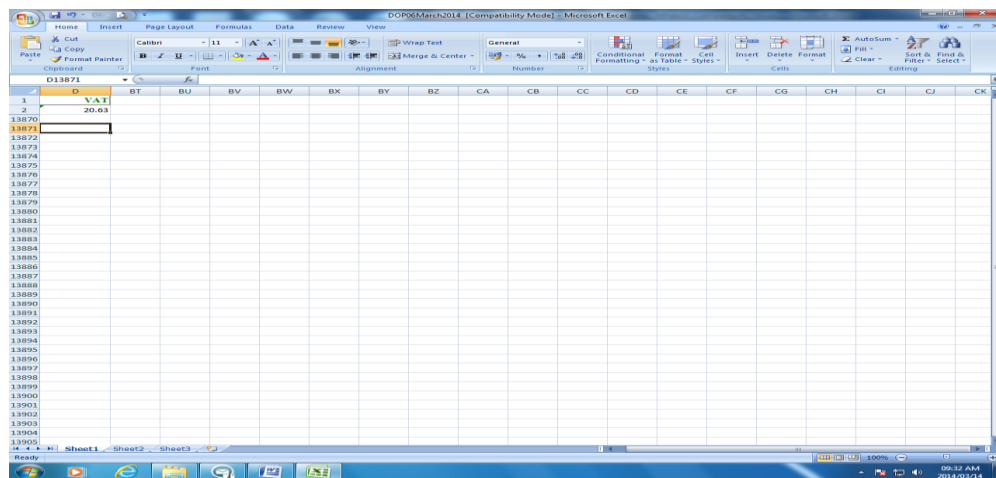 DOP06March2014 [Compatibility Mode] - Microsoft Excel
Home Insert Page Layout Formulas Data Review View
Cut
Copy
Format Painter
Paste
Calibri 11
Wrap Text
Merge & Center
General
Conditional Formatting
Format as Table
Cell Styles
Insert Delete Format
Σ AutoSum
Fill
Clear
Sort & Filter
Find & Select
Clipboard Font Alignment Number Styles Cells Editing
D13871 fx
D BT BU BV BW BX BY BZ CA CB CC CD CE CF CG CH CI CJ CK
1 VAT
2 20.63
13870
13871
13872
13873
13874
13875
13876
13877
13878
13879
13880
13881
13882
13883
13884
13885
13886
13887
13888
13889
13890
13891
13892
13893
13894
13895
13896
13897
13898
13899
13900
13901
13902
13903
13904
13905
Sheet1 Sheet2 Sheet3
Ready 100%
09:32 AM
2014/03/14